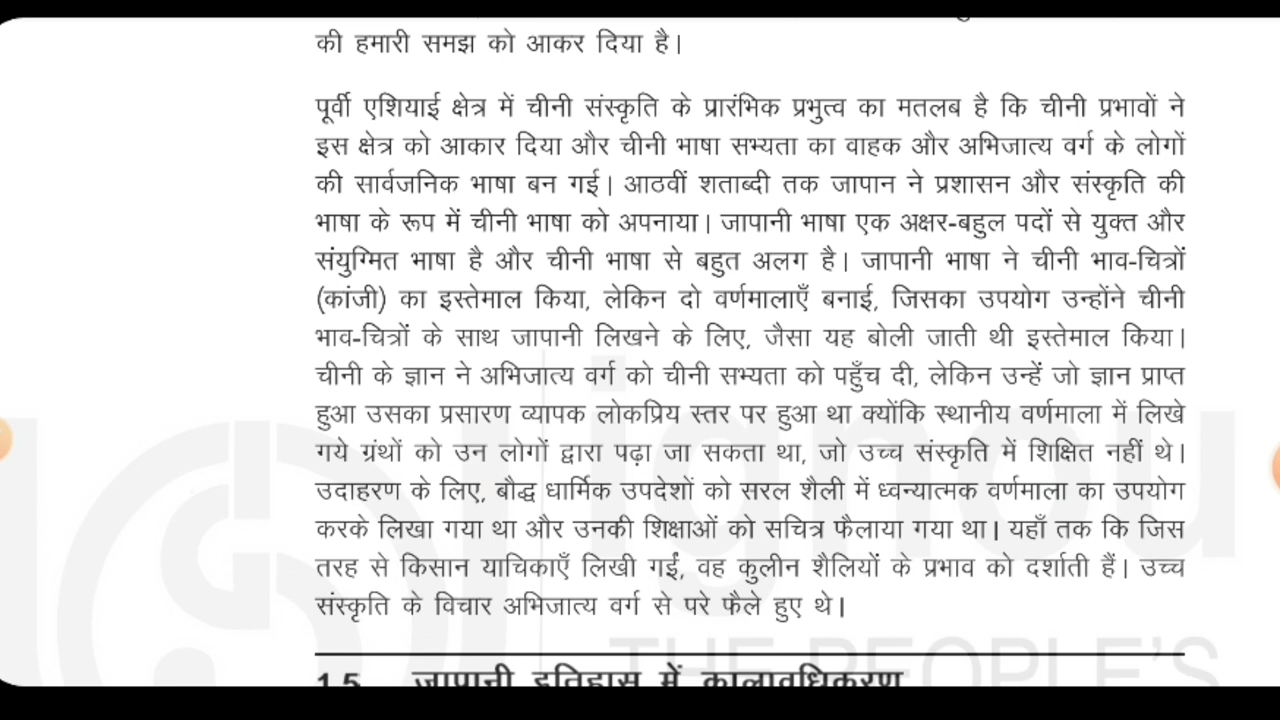 की हमारी समझ को आकर दिया है।
पूर्वी एशियाई क्षेत्र में चीनी संस्कृति के प्रारंभिक प्रभुत्व का मतलब है कि चीनी प्रभावों ने
इस क्षेत्र को आकार दिया और चीनी भाषा सभ्यता का वाहक और अभिजात्य वर्ग के लोगों
की सार्वजनिक भाषा बन गई। आठवीं शताब्दी तक जापान ने प्रशासन और संस्कृति की
भाषा के रूप में चीनी भाषा को अपनाया। जापानी भाषा एक अक्षर-बहुल पदों से युक्त और
संयुग्मित भाषा है और चीनी भाषा से बहुत अलग है। जापानी भाषा ने चीनी भाव-चित्रों
(कांजी) का इस्तेमाल किया, लेकिन दो वर्णमालाएँ बनाई, जिसका उपयोग उन्होंने चीनी
भाव-चित्रों के साथ जापानी लिखने के लिए, जैसा यह बोली जाती थी इस्तेमाल किया।
चीनी के ज्ञान ने अभिजात्य वर्ग को चीनी सभ्यता को पहुँच दी, लेकिन उन्हें जो ज्ञान प्राप्त
हुआ उसका प्रसारण व्यापक लोकप्रिय स्तर पर हुआ था क्योंकि स्थानीय वर्णमाला में लिखे
गये ग्रंथों को उन लोगों द्वारा पढ़ा जा सकता था, जो उच्च संस्कृति में शिक्षित नहीं थे।
उदाहरण के लिए, बौद्ध धार्मिक उपदेशों को सरल शैली में ध्वन्यात्मक वर्णमाला का उपयोग
करके लिखा गया था और उनकी शिक्षाओं को सचित्र फैलाया गया था। यहाँ तक कि जिस
तरह से किसान याचिकाएँ लिखी गईं, वह कुलीन शैलियों के प्रभाव को दर्शाती हैं। उच्च
संस्कृति के विचार अभिजात्य वर्ग से परे फैले हुए थे।
ignou
THE PEOPLE'S
1.5 जापानी इतिहास में कालावधिकरण